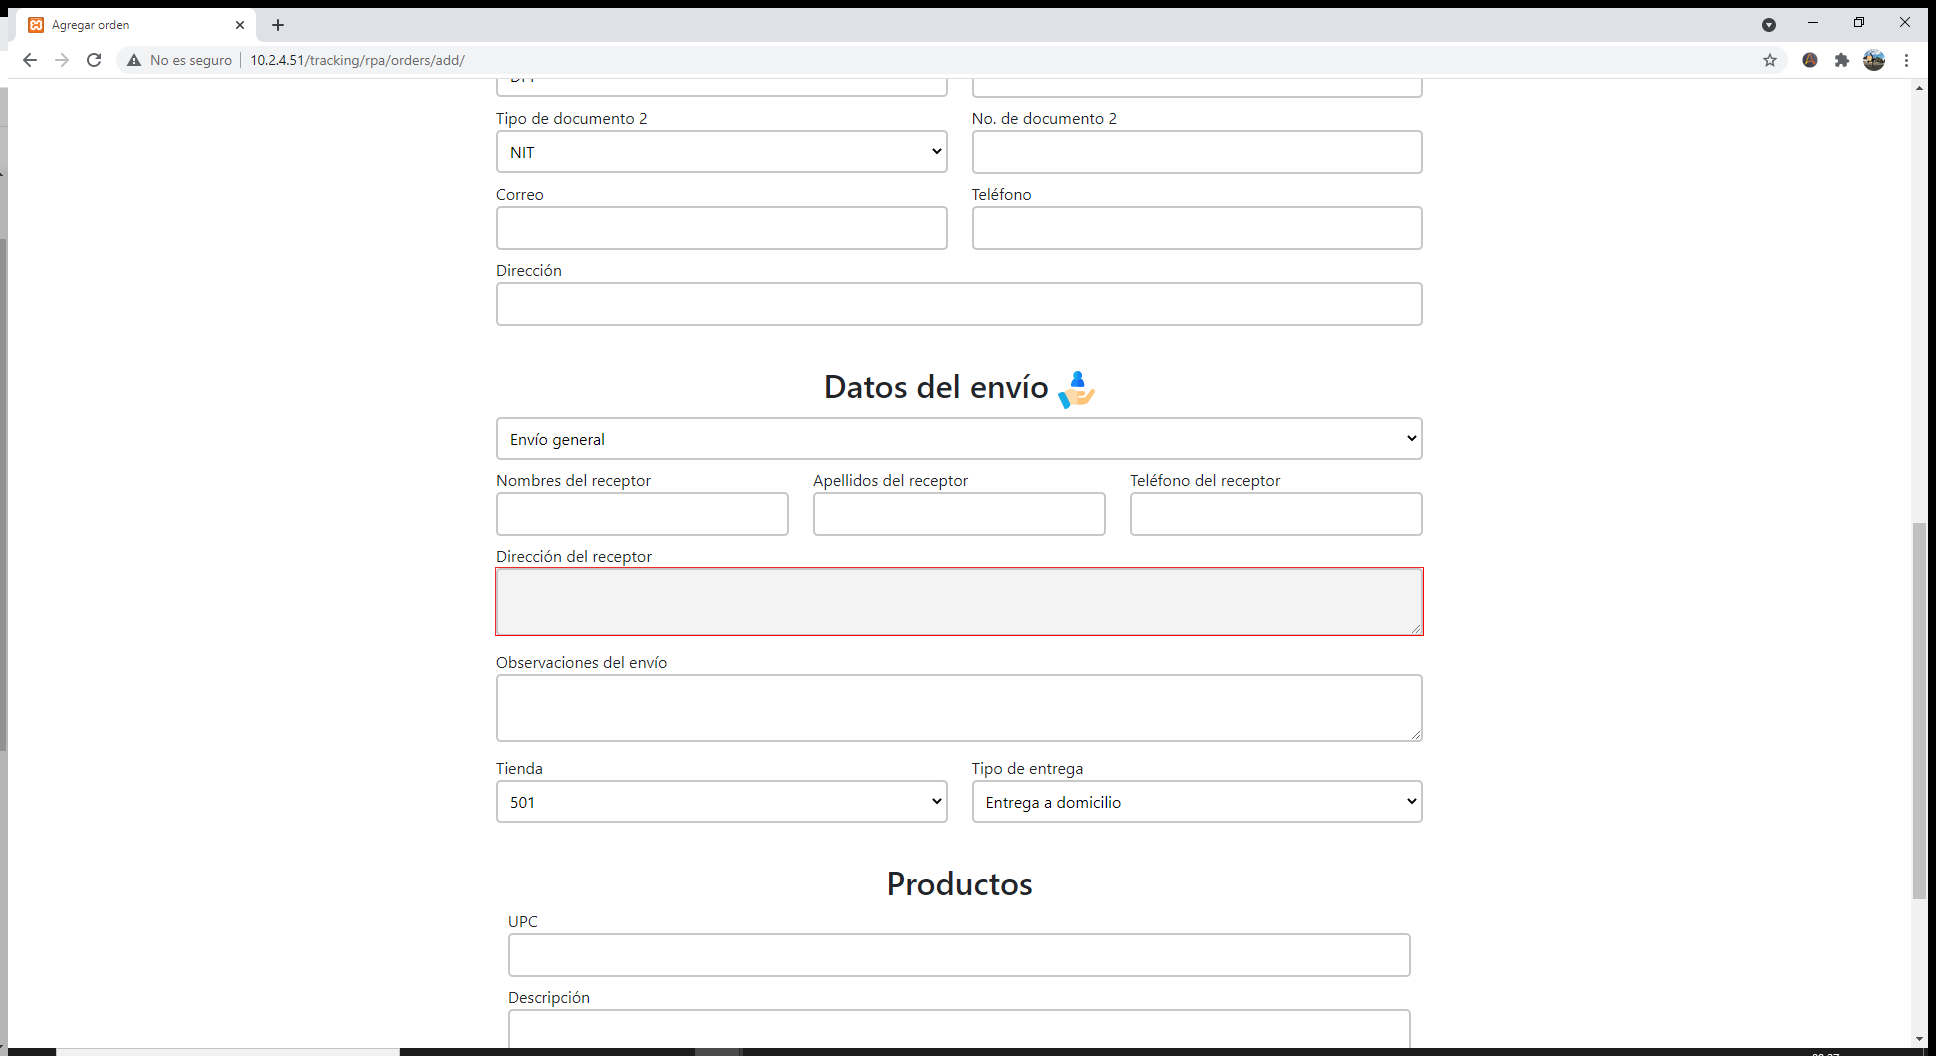 Agregar orden
No es seguro 10.2.4.51/tracking/rpa/orders/add/
Tipo de documento 2 No. de documento 2
NIT
Correo Teléfono
Dirección
Datos del envío
Envío general
Nombres del receptor Apellidos del receptor Teléfono del receptor
Dirección del receptor
Observaciones del envío
Tienda Tipo de entrega
501 Entrega a domicilio
Productos
UPC
Descripción